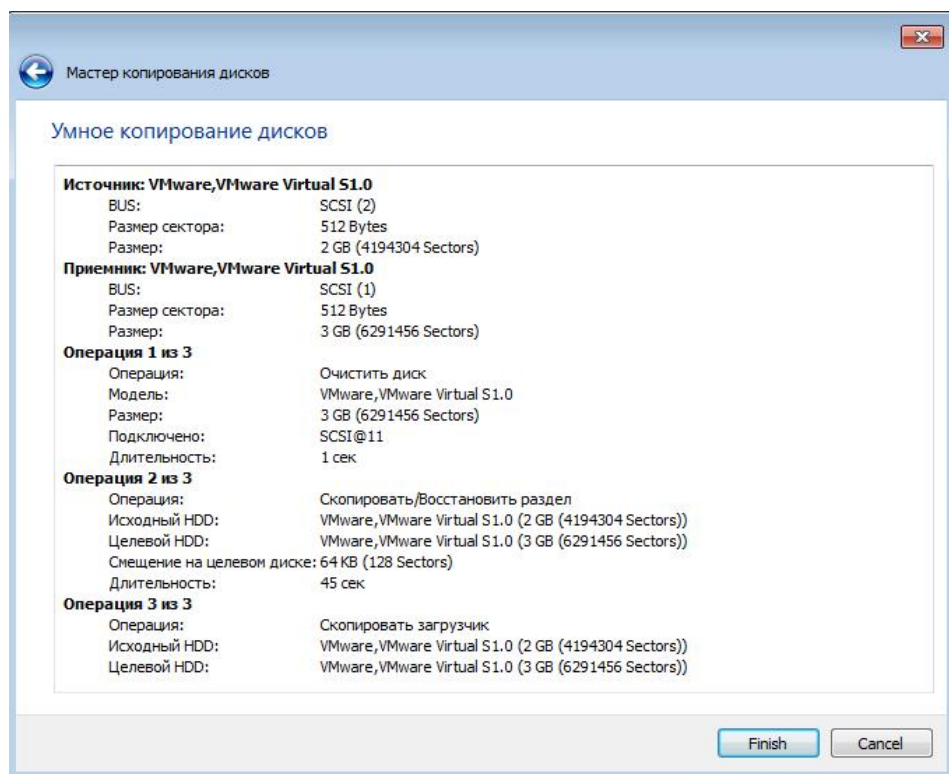 Мастер копирования дисков
Умное копирование дисков
Источник: VMware,VMware Virtual S1.0
BUS: SCSI (2)
Размер сектора: 512 Bytes
Размер: 2 GB (4194304 Sectors)
Приемник: VMware,VMware Virtual S1.0
BUS: SCSI (1)
Размер сектора: 512 Bytes
Размер: 3 GB (6291456 Sectors)
Операция 1 из 3
Операция: Очистить диск
Модель: VMware,VMware Virtual S1.0
Размер: 3 GB (6291456 Sectors)
Подключено: SCSI@11
Длительность: 1 сек
Операция 2 из 3
Операция: Скопировать/Восстановить раздел
Исходный HDD: VMware,VMware Virtual S1.0 (2 GB (4194304 Sectors))
Целевой HDD: VMware,VMware Virtual S1.0 (3 GB (6291456 Sectors))
Смещение на целевом диске: 64 KB (128 Sectors)
Длительность: 45 сек
Операция 3 из 3
Операция: Скопировать загрузчик
Исходный HDD: VMware,VMware Virtual S1.0 (2 GB (4194304 Sectors))
Целевой HDD: VMware,VMware Virtual S1.0 (3 GB (6291456 Sectors))
Finish Cancel